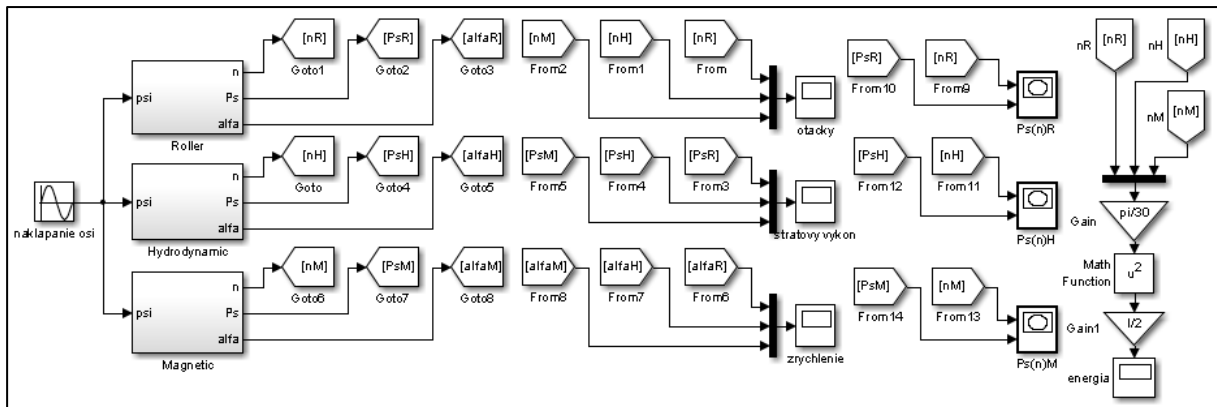 naklapanie osi
psi
n
Ps
alfa
Roller
psi
n
Ps
alfa
Hydrodynamic
psi
n
Ps
alfa
Magnetic
[nR]
Goto1
[PsR]
Goto2
[alfaR]
Goto3
[nH]
Goto
[PsH]
Goto4
[alfaH]
Goto5
[nM]
Goto6
[PsM]
Goto7
[alfaM]
Goto8
[nM]
From2
[nH]
From1
[nR]
From
otacky
[PsM]
From5
[PsH]
From4
[PsR]
From3
stratovy vykon
[alfaM]
From8
[alfaH]
From7
[alfaR]
From6
zrychlenie
[PsR]
From10
[nR]
From9
Ps(n)R
[PsH]
From12
[nH]
From11
Ps(n)H
[PsM]
From14
[nM]
From13
Ps(n)M
nR
[nR]
nH
[nH]
nM
[nM]
Gain
pi/30
Math
Function
u²
Gain1
I/2
energia